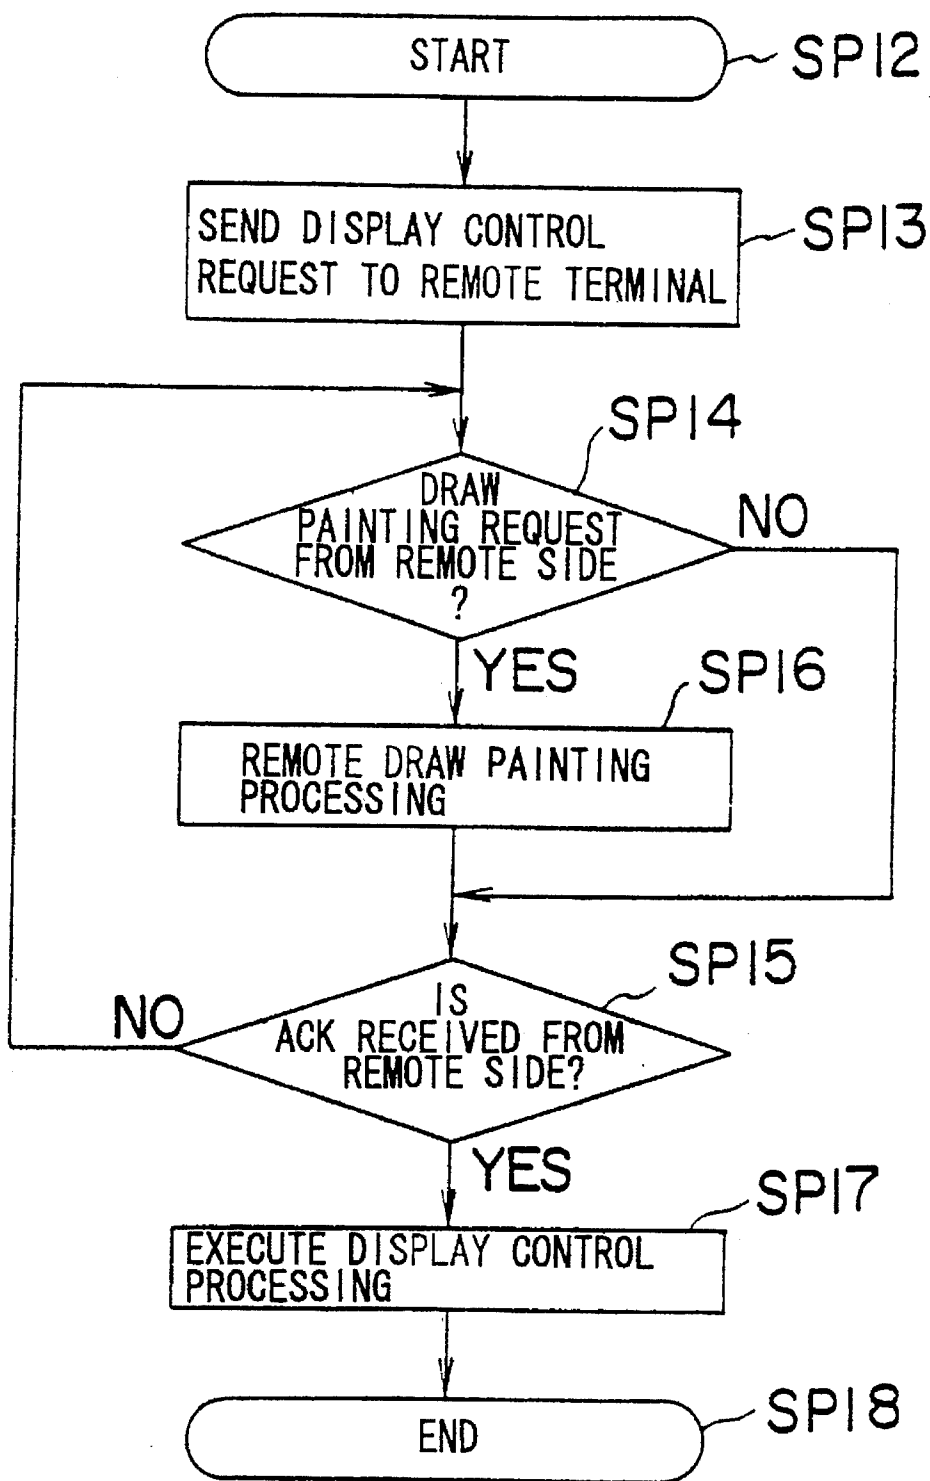 START
SP12
SEND DISPLAY CONTROL
REQUEST TO REMOTE TERMINAL
SP13
SP14
DRAW
PAINTING REQUEST
FROM REMOTE SIDE
?
NO
YES
SP16
REMOTE DRAW PAINTING
PROCESSING
SP15
IS
ACK RECEIVED FROM
REMOTE SIDE?
NO
YES
SP17
EXECUTE DISPLAY CONTROL
PROCESSING
END
SP18